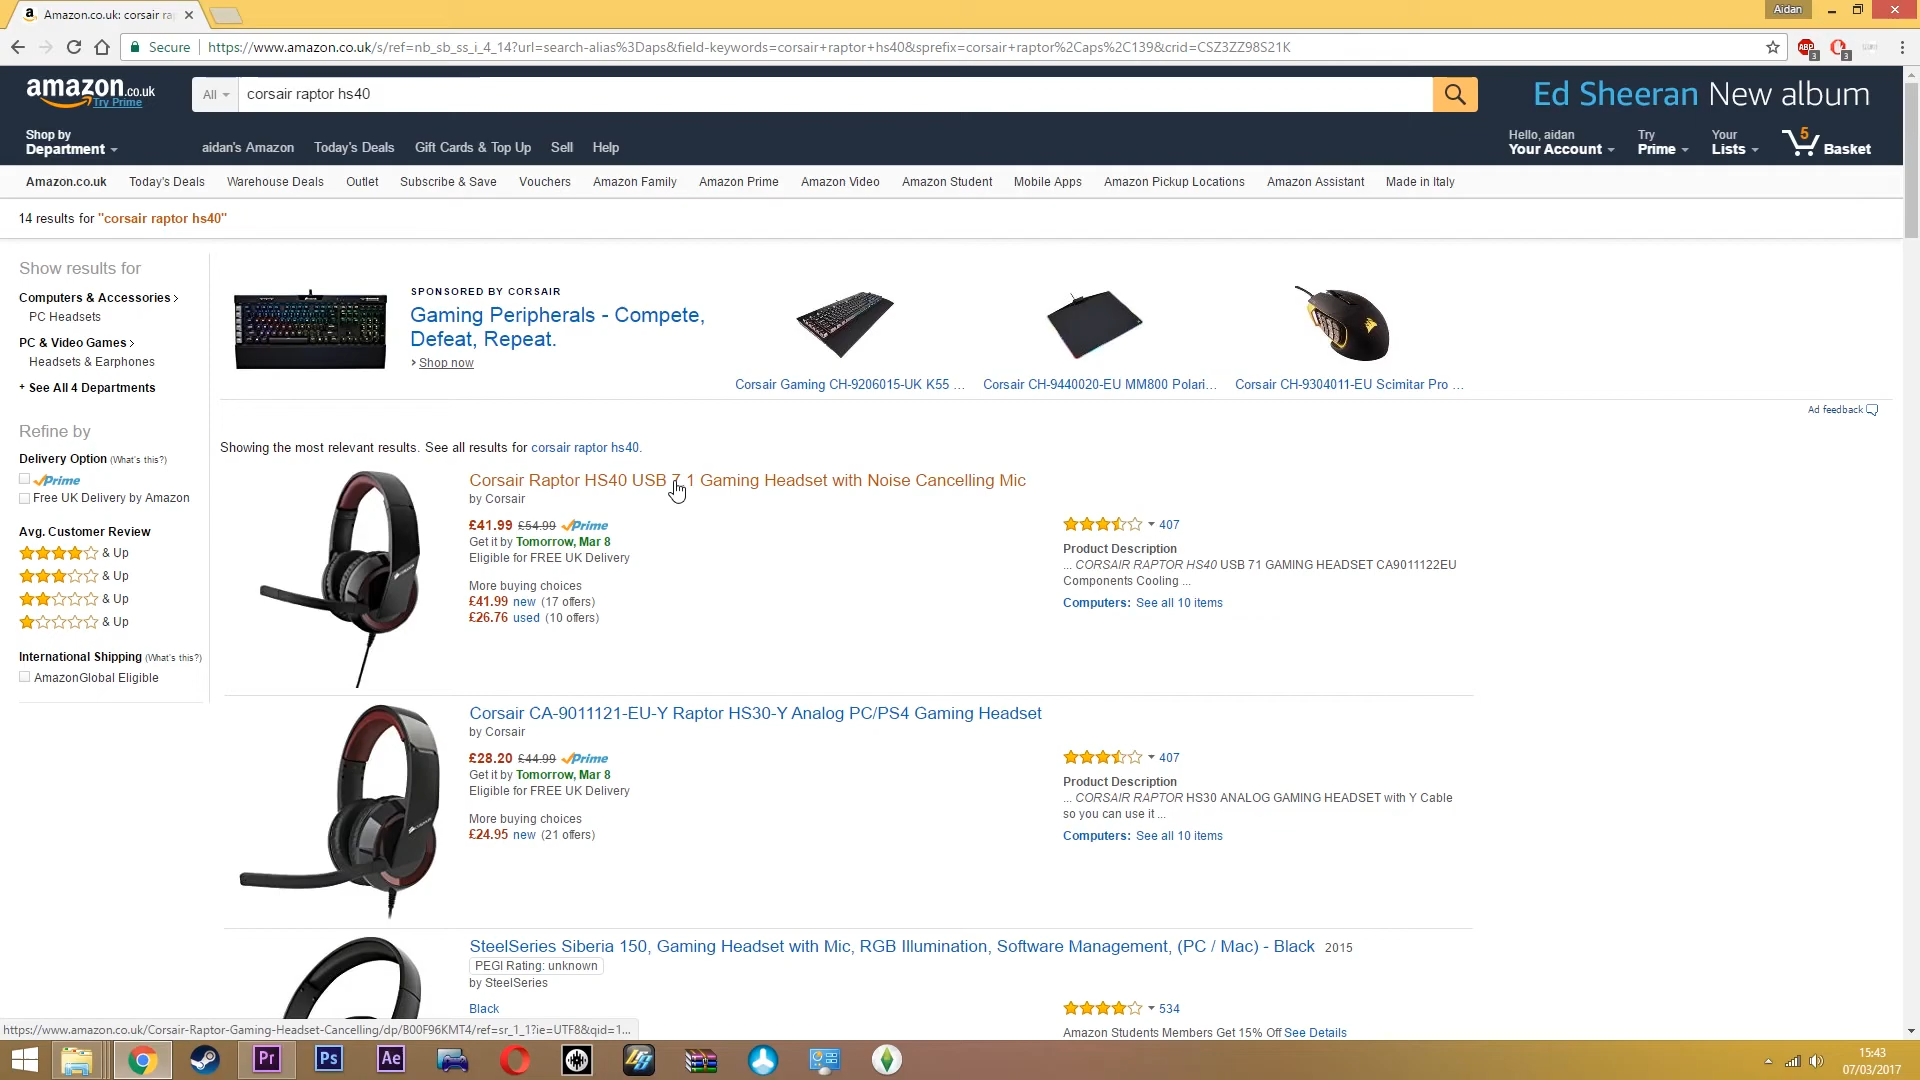 Amazon.co.uk: corsair ra
Aidan
Secure https://www.amazon.co.uk/s/ref=nb_sb_ss_i_4_14?url=search-alias%3Daps&field-keywords=corsair+raptor+hs40&sprefix=corsair+raptor%2Caps%2C139&crid=CSZ3ZZ98S21K
ABP 3 3
amazon.co.uk
Try Prime
All corsair raptor hs40
Ed Sheeran New album
Shop by
Department
aidan's Amazon Today's Deals Gift Cards & Top Up Sell Help
Hello, aidan
Your Account
Try
Prime
Your
Lists
5
Basket
Amazon.co.uk Today's Deals Warehouse Deals Outlet Subscribe & Save Vouchers Amazon Family Amazon Prime Amazon Video Amazon Student Mobile Apps Amazon Pickup Locations Amazon Assistant Made in Italy
14 results for "corsair raptor hs40"
Show results for
Computers & Accessories ›
PC Headsets
PC & Video Games ›
Headsets & Earphones
+ See All 4 Departments
Refine by
Delivery Option (What's this?)
Prime
Free UK Delivery by Amazon
Avg. Customer Review
& Up
& Up
& Up
& Up
International Shipping (What's this?)
AmazonGlobal Eligible
SPONSORED BY CORSAIR
Gaming Peripherals - Compete,
Defeat, Repeat.
› Shop now
Corsair Gaming CH-9206015-UK K55 ...
Corsair CH-9440020-EU MM800 Polari...
Corsair CH-9304011-EU Scimitar Pro ...
Ad feedback
Showing the most relevant results. See all results for corsair raptor hs40.
Corsair Raptor HS40 USB 7.1 Gaming Headset with Noise Cancelling Mic
by Corsair
£41.99 £54.99 Prime
Get it by Tomorrow, Mar 8
Eligible for FREE UK Delivery
More buying choices
£41.99 new (17 offers)
£26.76 used (10 offers)
407
Product Description
... CORSAIR RAPTOR HS40 USB 71 GAMING HEADSET CA9011122EU
Components Cooling ...
Computers: See all 10 items
Corsair CA-9011121-EU-Y Raptor HS30-Y Analog PC/PS4 Gaming Headset
by Corsair
£28.20 £44.99 Prime
Get it by Tomorrow, Mar 8
Eligible for FREE UK Delivery
More buying choices
£24.95 new (21 offers)
407
Product Description
... CORSAIR RAPTOR HS30 ANALOG GAMING HEADSET with Y Cable
so you can use it ...
Computers: See all 10 items
SteelSeries Siberia 150, Gaming Headset with Mic, RGB Illumination, Software Management, (PC / Mac) - Black 2015
PEGI Rating: unknown
by SteelSeries
Black
534
Amazon Students Members Get 15% Off See Details
https://www.amazon.co.uk/Corsair-Raptor-Gaming-Headset-Cancelling/dp/B00F96KMT4/ref=sr_1_1?ie=UTF8&qid=1...
Pr Ps Ae
15:43
07/03/2017